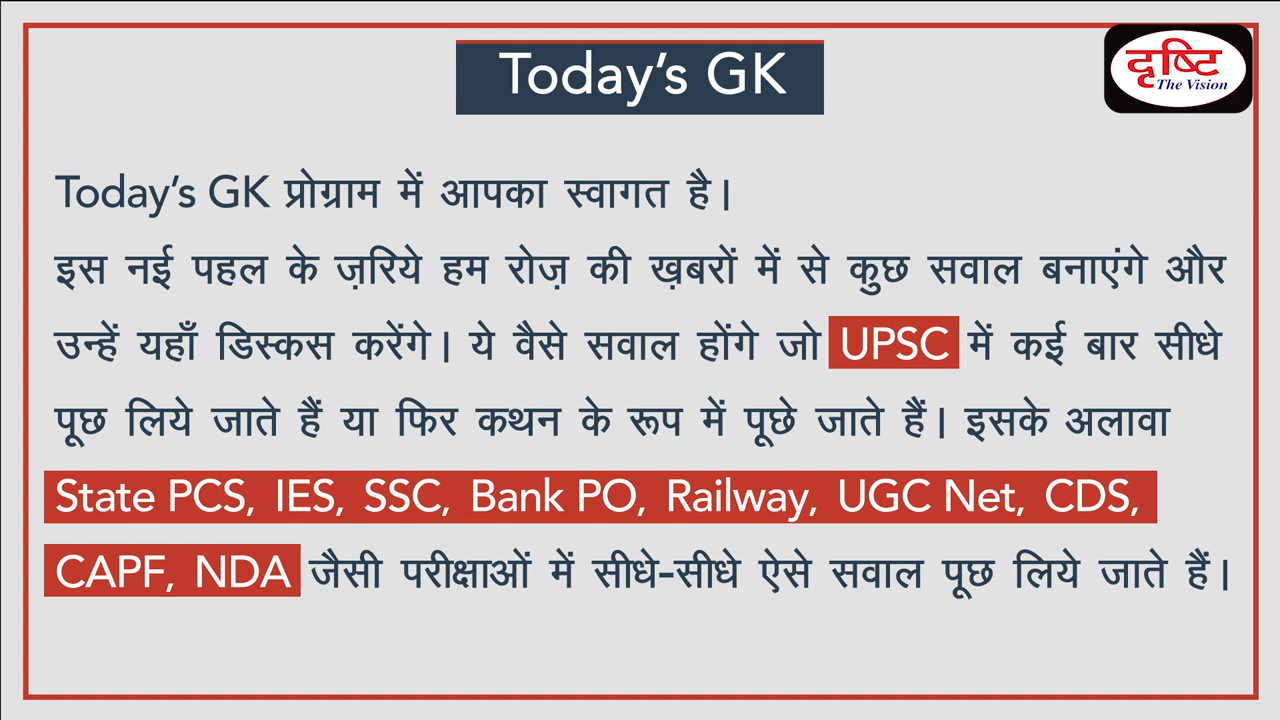 Today's GK
दृष्टि
The Vision
Today's GK प्रोग्राम में आपका स्वागत है।
इस नई पहल के ज़रिये हम रोज़ की ख़बरों में से कुछ सवाल बनाएंगे और
उन्हें यहाँ डिस्कस करेंगे। ये वैसे सवाल होंगे जो UPSC में कई बार सीधे
पूछ लिये जाते हैं या फिर कथन के रूप में पूछे जाते हैं। इसके अलावा
State PCS, IES, SSC, Bank PO, Railway, UGC Net, CDS,
CAPF, NDA जैसी परीक्षाओं में सीधे-सीधे ऐसे सवाल पूछ लिये जाते हैं।